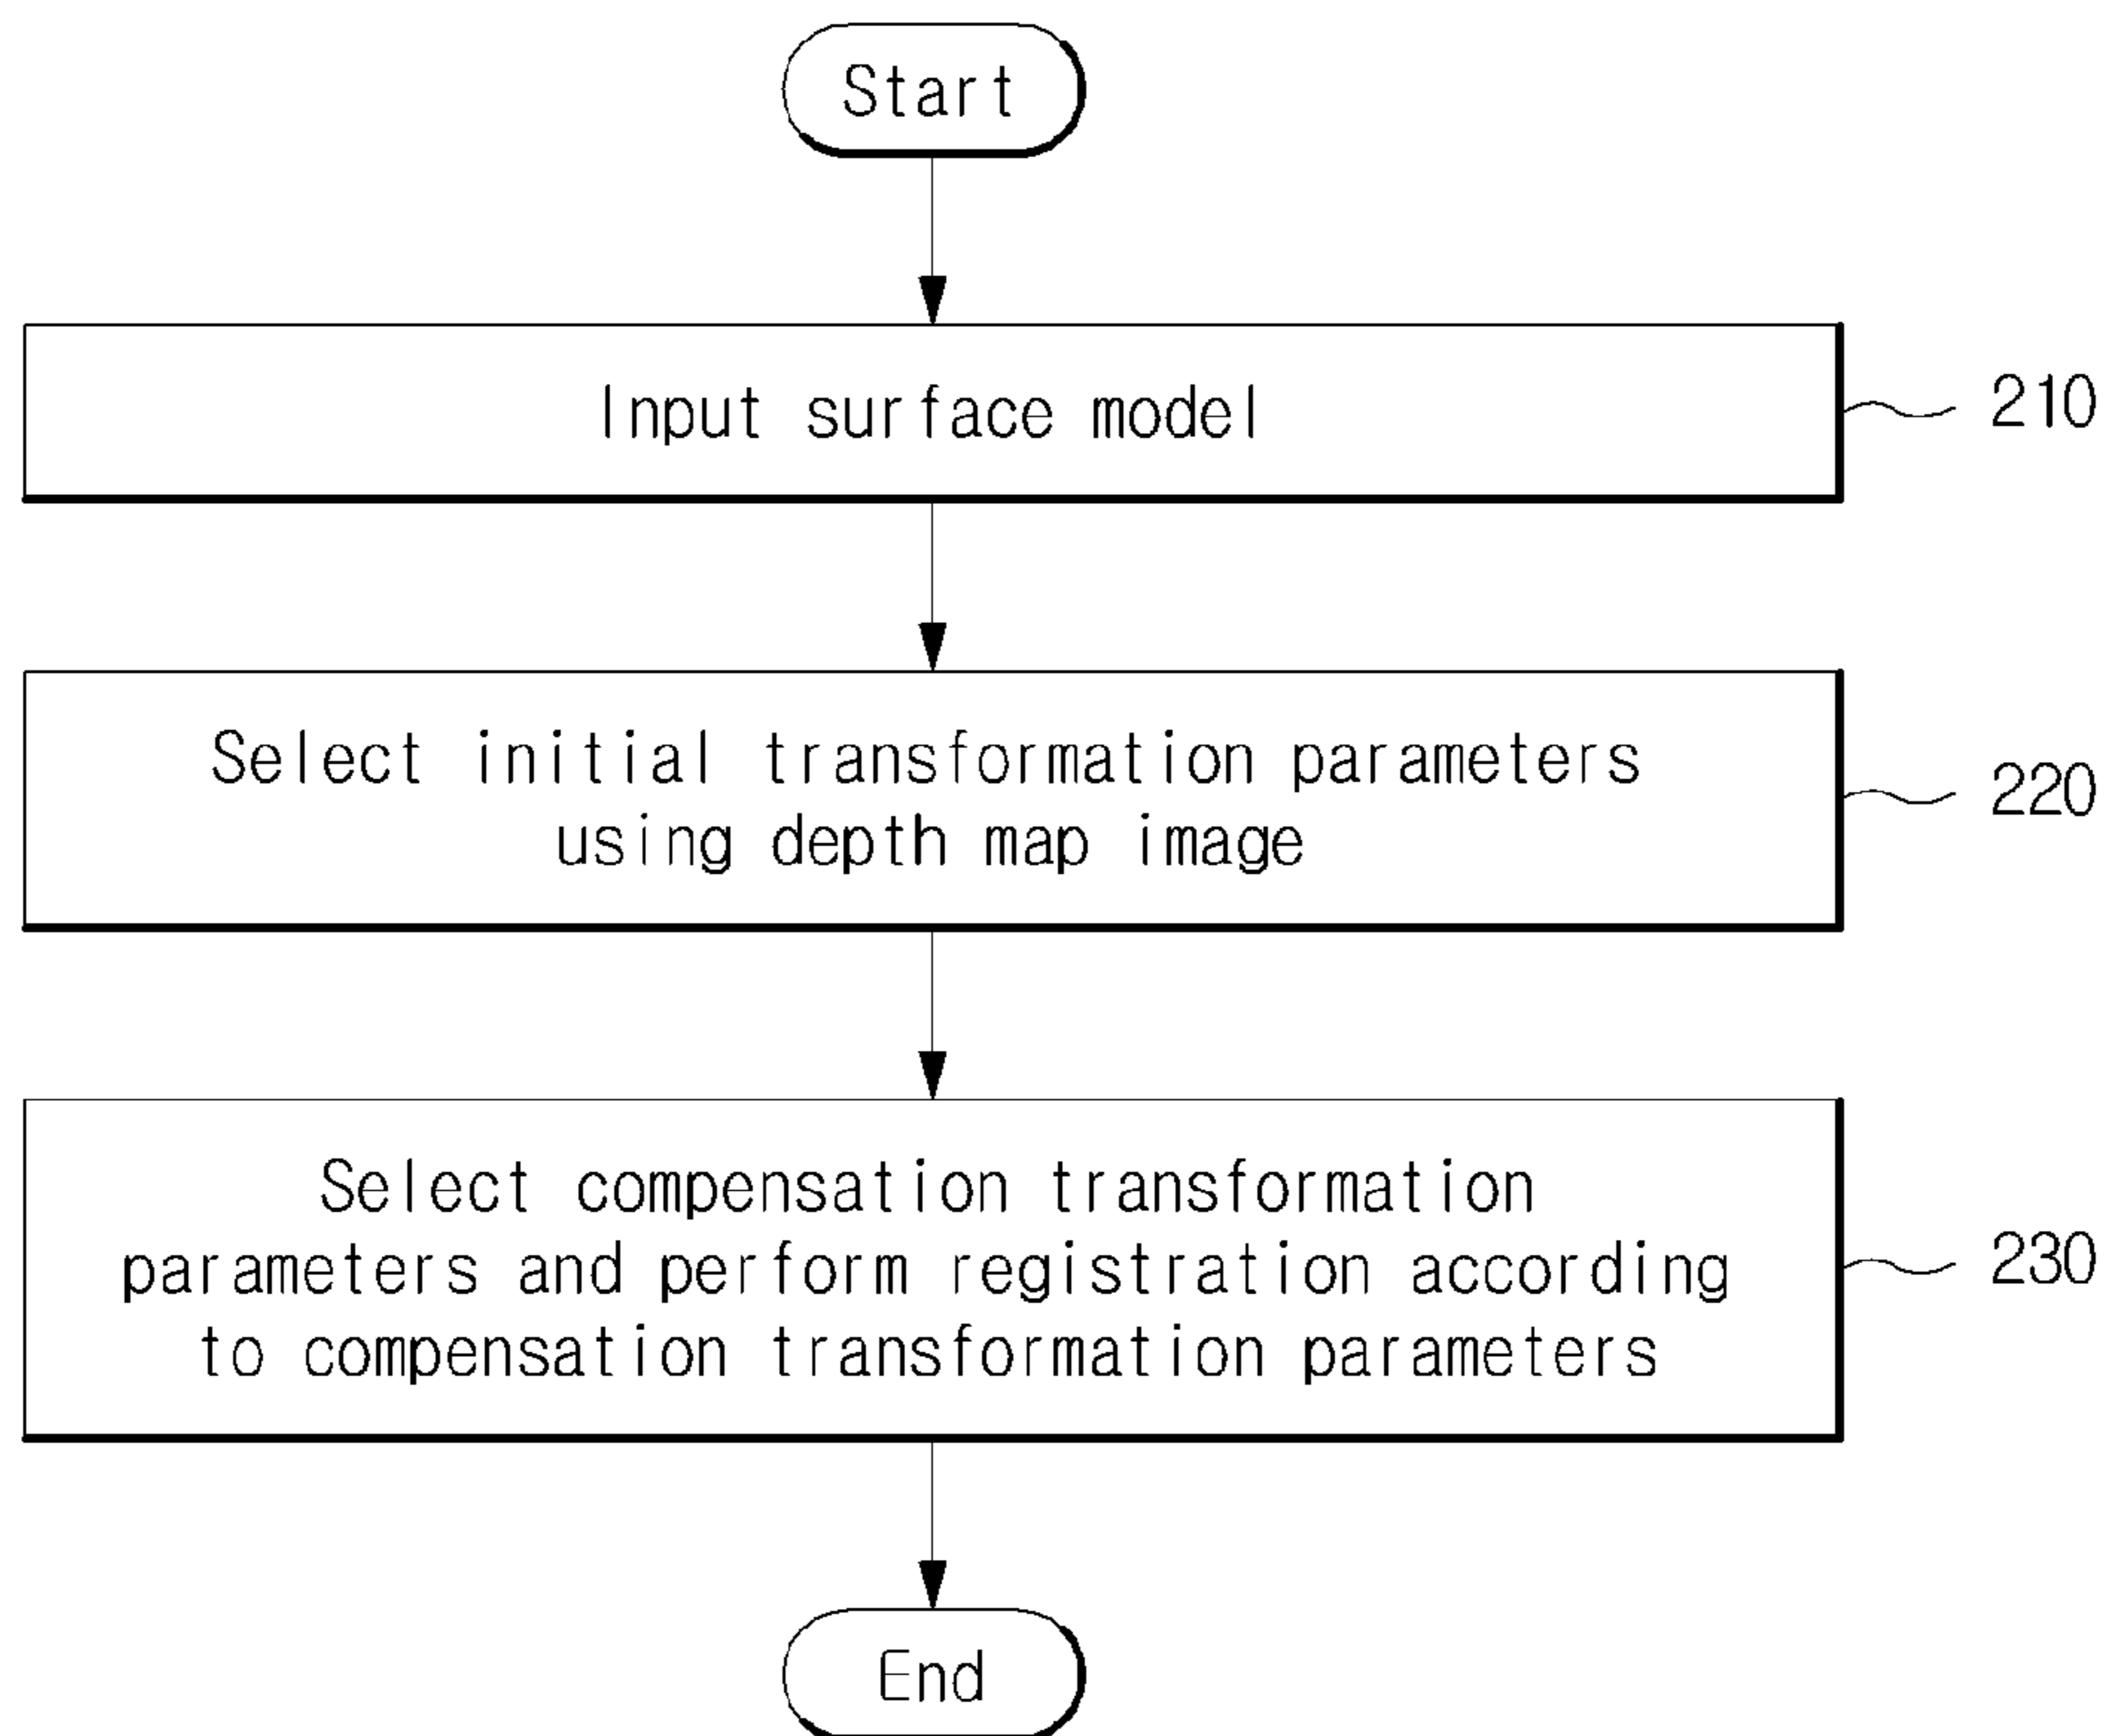 Start
Input surface model
210
Select initial transformation parameters
using depth map image
220
Select compensation transformation
parameters and perform registration according
to compensation transformation parameters
230
End